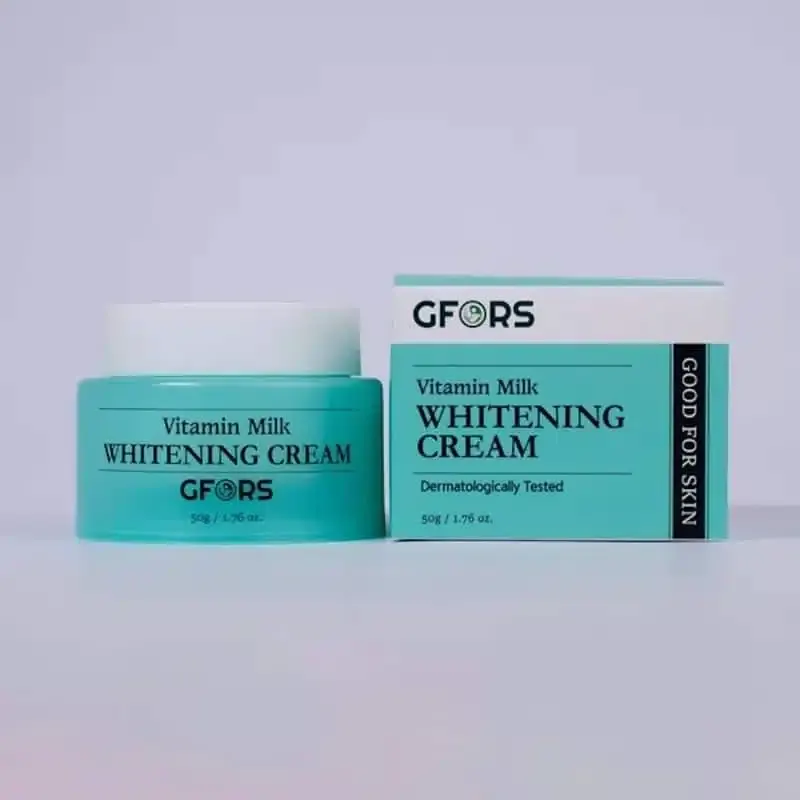 Vitamin Milk
WHITENING CREAM
GFORS
50g / 1.76 oz.
GFORS
Vitamin Milk
WHITENING
CREAM
Dermatologically Tested
50g / 1.76 oz.
GOOD FOR SKIN